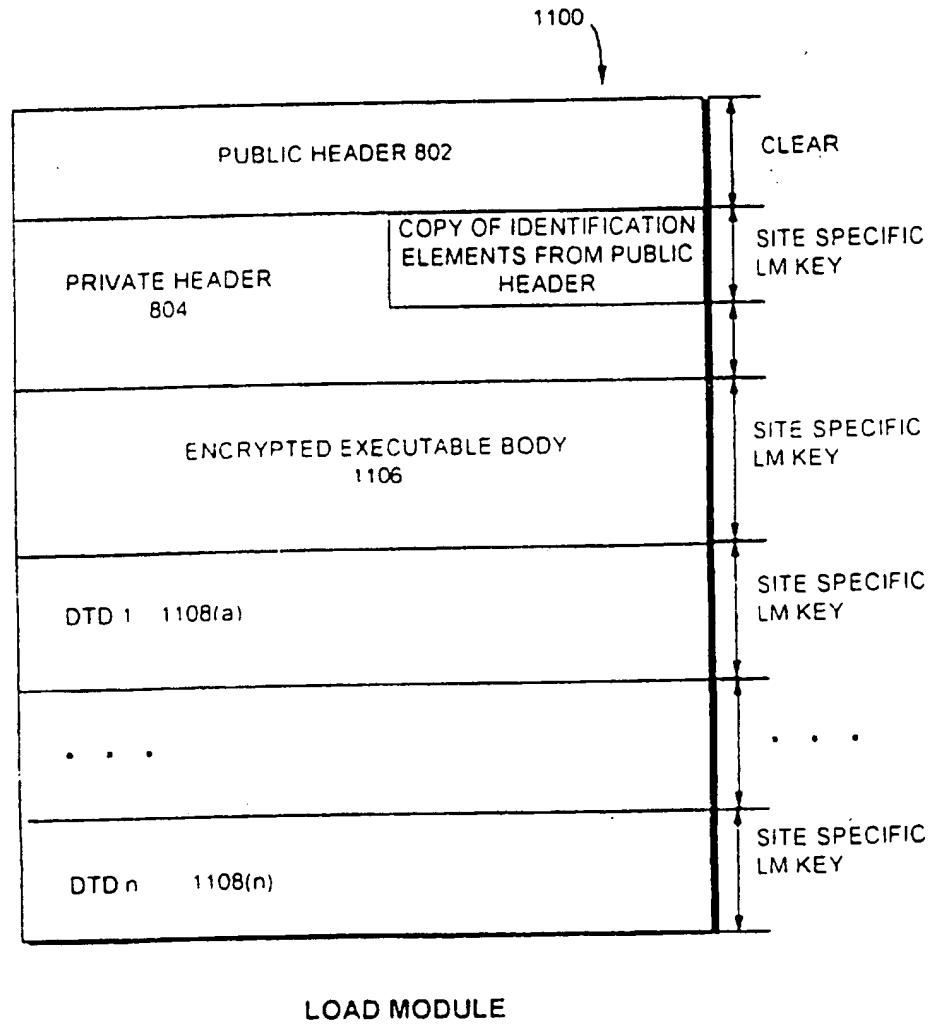 1100
PUBLIC HEADER 802
CLEAR
COPY OF IDENTIFICATION
ELEMENTS FROM PUBLIC
HEADER
SITE SPECIFIC
LM KEY
PRIVATE HEADER
804
ENCRYPTED EXECUTABLE BODY
1106
SITE SPECIFIC
LM KEY
DTD 1 1108(a)
SITE SPECIFIC
LM KEY
. . .
. . .
DTD n 1108(n)
SITE SPECIFIC
LM KEY
LOAD MODULE